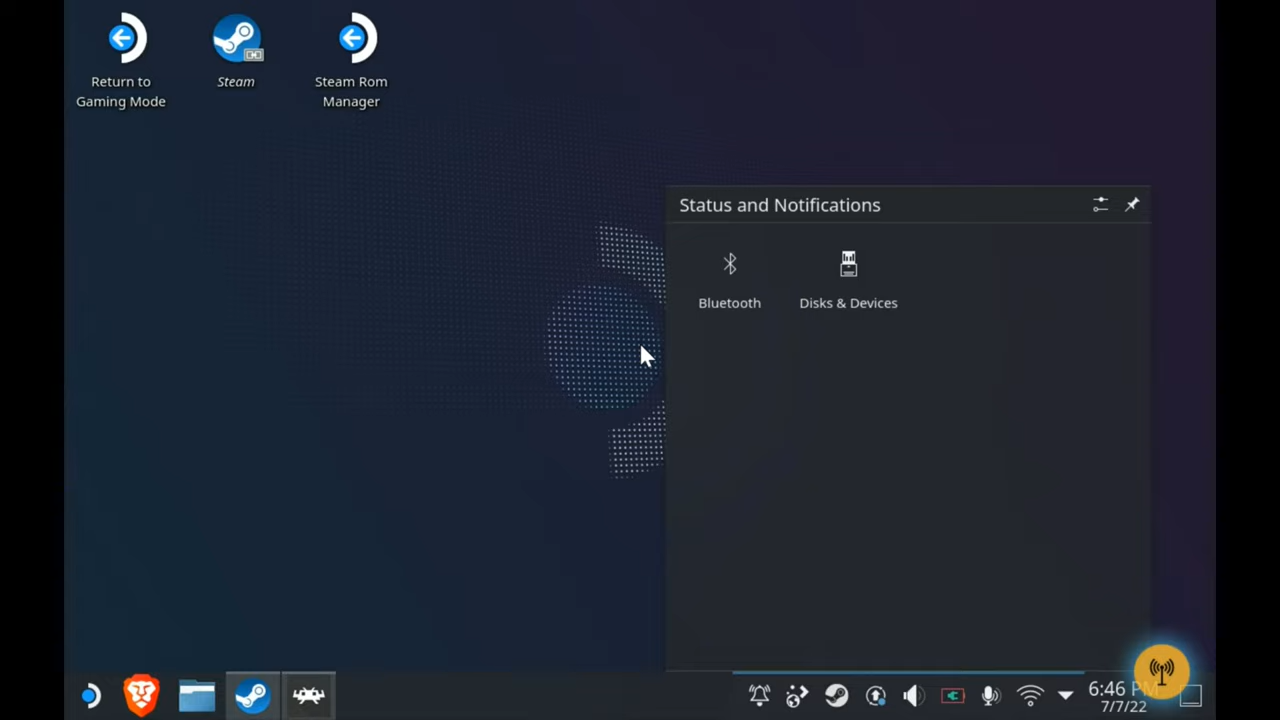 Return to
Gaming Mode
Steam
Steam Rom
Manager
Status and Notifications
Bluetooth
Disks & Devices
6:46 PM
7/7/22